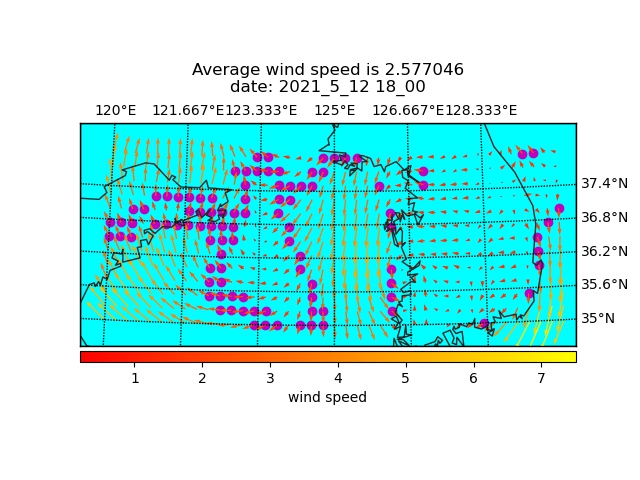 Average wind speed is 2.577046
date: 2021_5_12 18_00
120°E 121.667°E 123.333°E 125°E 126.667°E 128.333°E
37.4°N
36.8°N
36.2°N
35.6°N
35°N
1 2 3 4 5 6 7
wind speed